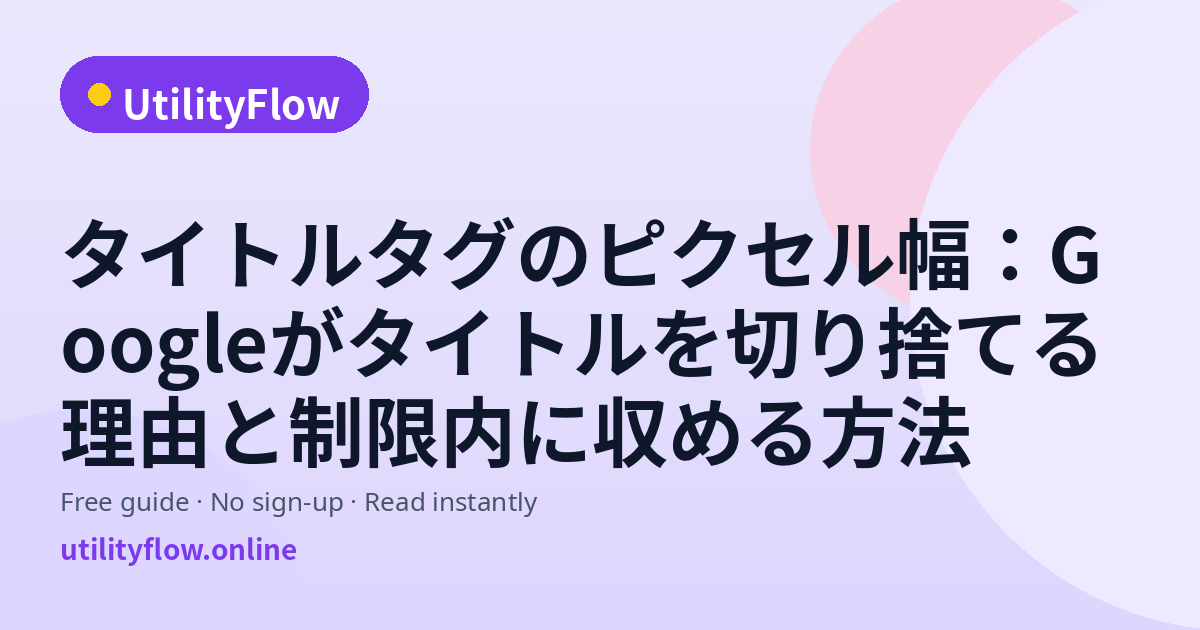 UtilityFlow
タイトルタグのピクセル幅：G
oogleがタイトルを切り捨てる
理由と制限内に収める方法
Free guide · No sign-up · Read instantly
utilityflow.online